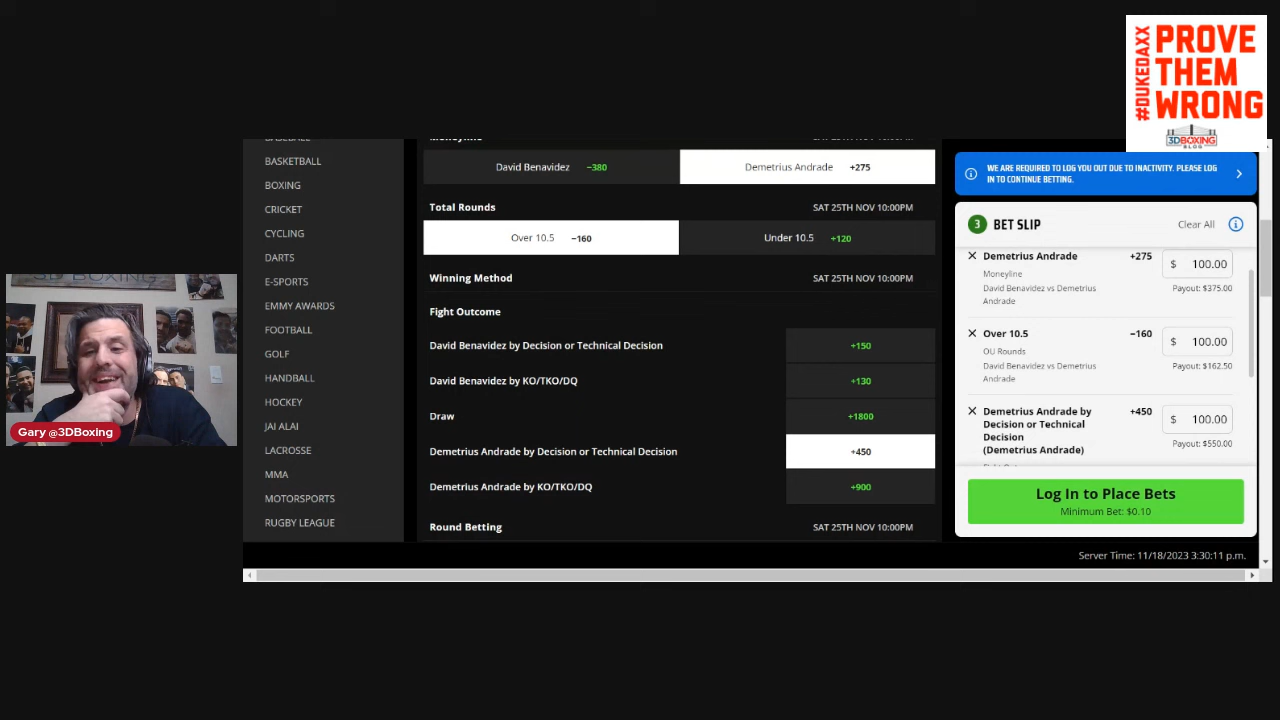 #DUKEDAXX
PROVE
THEM
WRONG
3DBOXING
BLOG
BASKETBALL
BOXING
CRICKET
CYCLING
DARTS
E-SPORTS
EMMY AWARDS
FOOTBALL
GOLF
HANDBALL
HOCKEY
JAI ALAI
LACROSSE
MMA
MOTORSPORTS
RUGBY LEAGUE
David Benavidez −380 Demetrius Andrade +275
Total Rounds SAT 25TH NOV 10:00PM
Over 10.5 −160 Under 10.5 +120
Winning Method SAT 25TH NOV 10:00PM
Fight Outcome
David Benavidez by Decision or Technical Decision +150
David Benavidez by KO/TKO/DQ +130
Draw +1800
Demetrius Andrade by Decision or Technical Decision +450
Demetrius Andrade by KO/TKO/DQ +900
Round Betting SAT 25TH NOV 10:00PM
WE ARE REQUIRED TO LOG YOU OUT DUE TO INACTIVITY. PLEASE LOG
IN TO CONTINUE BETTING.
3 BET SLIP Clear All
Demetrius Andrade +275 $ 100.00
Moneyline
David Benavidez vs Demetrius Payout: $375.00
Andrade
Over 10.5 −160 $ 100.00
OU Rounds
David Benavidez vs Demetrius Payout: $162.50
Andrade
Demetrius Andrade by +450 $ 100.00
Decision or Technical
Decision Payout: $550.00
(Demetrius Andrade)
Log In to Place Bets
Minimum Bet: $0.10
Server Time: 11/18/2023 3:30:11 p.m.
3D BOXING
Gary @3DBoxing